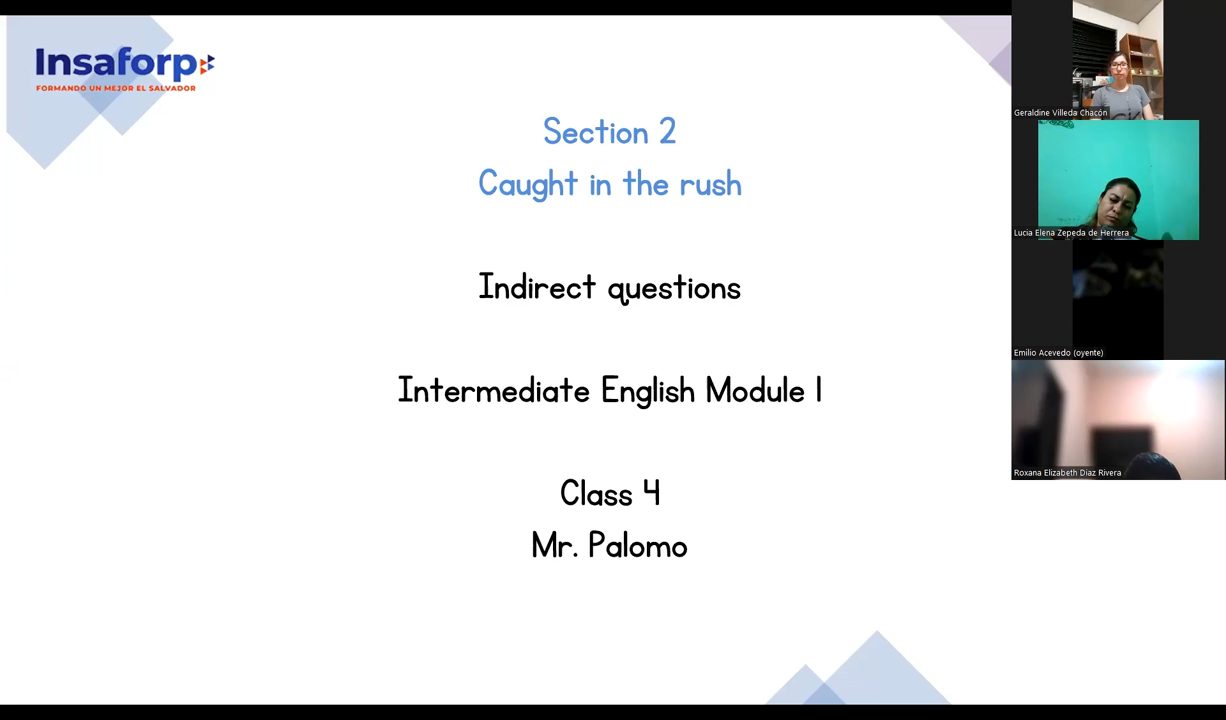 Insaforp
FORMANDO UN MEJOR EL SALVADOR
Section 2
Caught in the rush
Indirect questions
Intermediate English Module 1
Class 4
Mr. Palomo
Geraldine Villeda Chacón
Lucia Elena Zepeda de Herrera
Emilio Acevedo (oyente)
Roxana Elizabeth Diaz Rivera